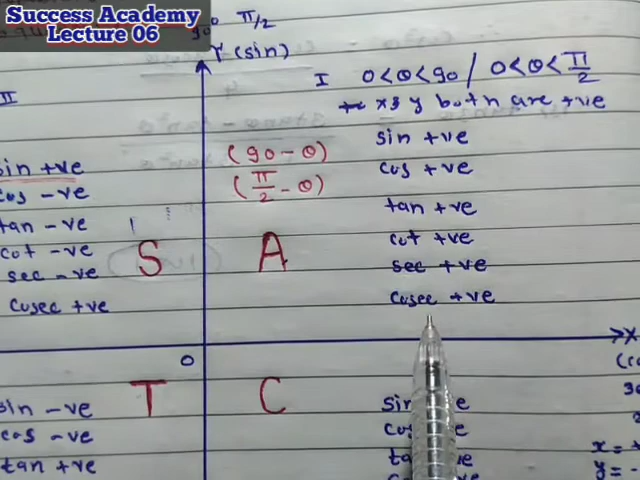 Success Academy
Lecture 06
90° π/2
Y (sin)
I 0<θ<90 / 0<θ<π/2
x & y both are +ve
π
sin +ve
cos -ve
tan -ve
cot -ve
sec -ve
cosec +ve
(90-θ)
(π/2-θ)
sin +ve
cos +ve
tan +ve
cot +ve
sec +ve
cosec +ve
S A
0
X
T C
sin -ve
cos -ve
tan +ve
x =
y = -